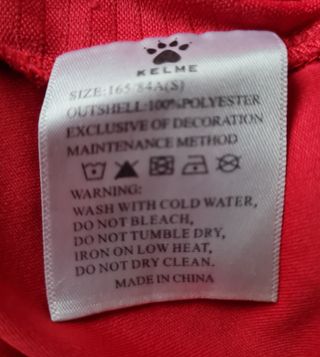 KELME
SIZE:165/84A(S)
OUTSHELL:100%POLYESTER
EXCLUSIVE OF DECORATION
MAINTENANCE METHOD
WARNING:
WASH WITH COLD WATER,
DO NOT BLEACH,
DO NOT TUMBLE DRY,
IRON ON LOW HEAT,
DO NOT DRY CLEAN.
MADE IN CHINA